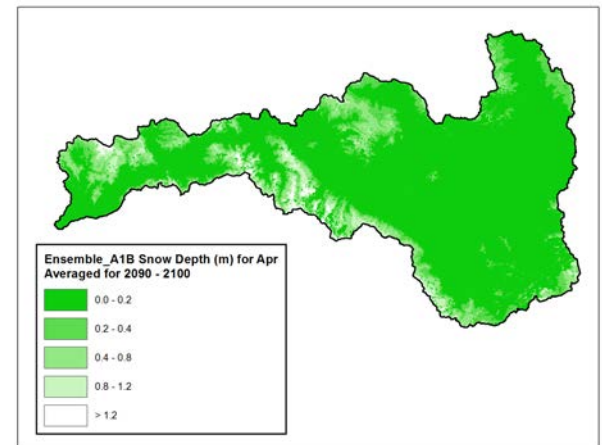 Ensemble_A1B Snow Depth (m) for Apr
Averaged for 2090 - 2100
0.0 - 0.2
0.2 - 0.4
0.4 - 0.8
0.8 - 1.2
> 1.2